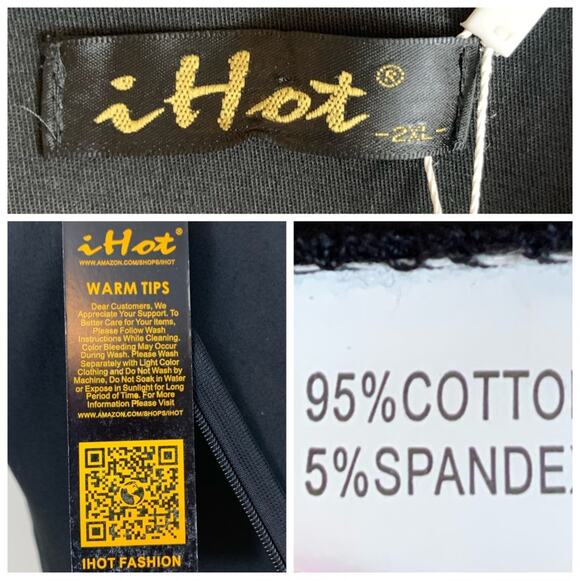 iHot®
-2XL-
iHot®
WWW.AMAZON.COM/SHOPS/IHOT
WARM TIPS
Dear Customers, We
Appreciate Your Support. To
Better Care for Your Items,
Please Follow Wash
Instructions While Cleaning.
Color Bleeding May Occur
During Wash. Please Wash
Separately with Light Color
Clothing and Do Not Wash by
Machine, Do Not Soak in Water
or Expose in Sunlight for Long
Period of Time. For More
Information Please Visit
WWW.AMAZON.COM/SHOPS/IHOT
IHOT FASHION
95%COTTO
5%SPANDEX